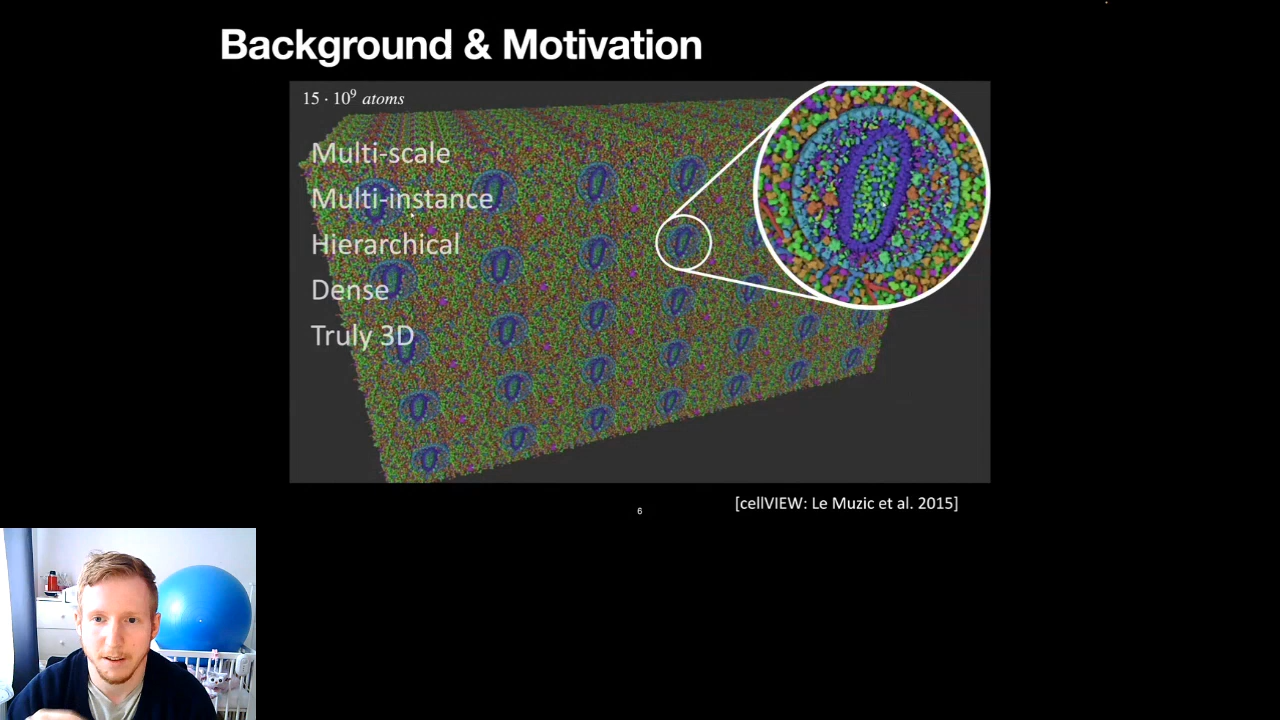 Background & Motivation
15 · 10⁹ atoms
Multi-scale
Multi-instance
Hierarchical
Dense
Truly 3D
[cellVIEW: Le Muzic et al. 2015]
6